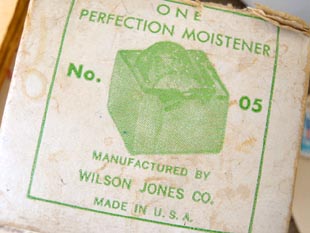 ONE
PERFECTION MOISTENER
No. 05
MANUFACTURED BY
WILSON JONES CO.
MADE IN U.S.A.